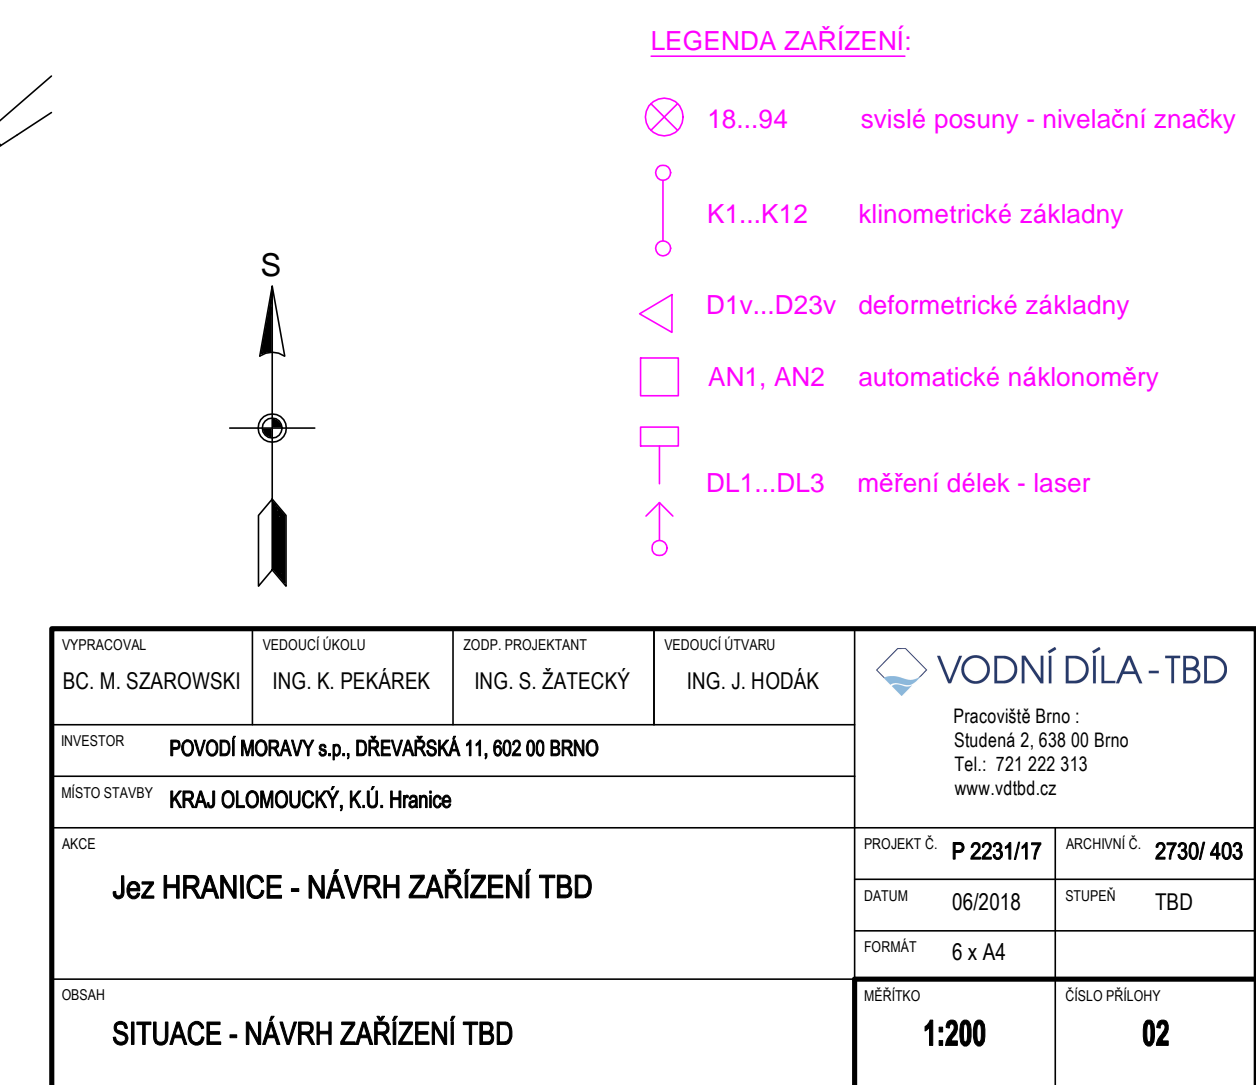 LEGENDA ZAŘÍZENÍ:
18...94 svislé posuny - nivelační značky
K1...K12 klinometrické základny
S
D1v...D23v deformetrické základny
AN1, AN2 automatické náklonoměry
DL1...DL3 měření délek - laser
VYPRACOVAL
BC. M. SZAROWSKI
VEDOUCÍ ÚKOLU
ING. K. PEKÁREK
ZODP. PROJEKTANT
ING. S. ŽATECKÝ
VEDOUCÍ ÚTVARU
ING. J. HODÁK
VODNÍ DÍLA - TBD
Pracoviště Brno :
Studená 2, 638 00 Brno
Tel.: 721 222 313
www.vdtbd.cz
INVESTOR POVODÍ MORAVY s.p., DŘEVAŘSKÁ 11, 602 00 BRNO
MÍSTO STAVBY KRAJ OLOMOUCKÝ, K.Ú. Hranice
AKCE
Jez HRANICE - NÁVRH ZAŘÍZENÍ TBD
PROJEKT Č. P 2231/17
ARCHIVNÍ Č. 2730/ 403
DATUM 06/2018
STUPEŇ TBD
FORMÁT 6 x A4
OBSAH
SITUACE - NÁVRH ZAŘÍZENÍ TBD
MĚŘÍTKO
1:200
ČÍSLO PŘÍLOHY
02